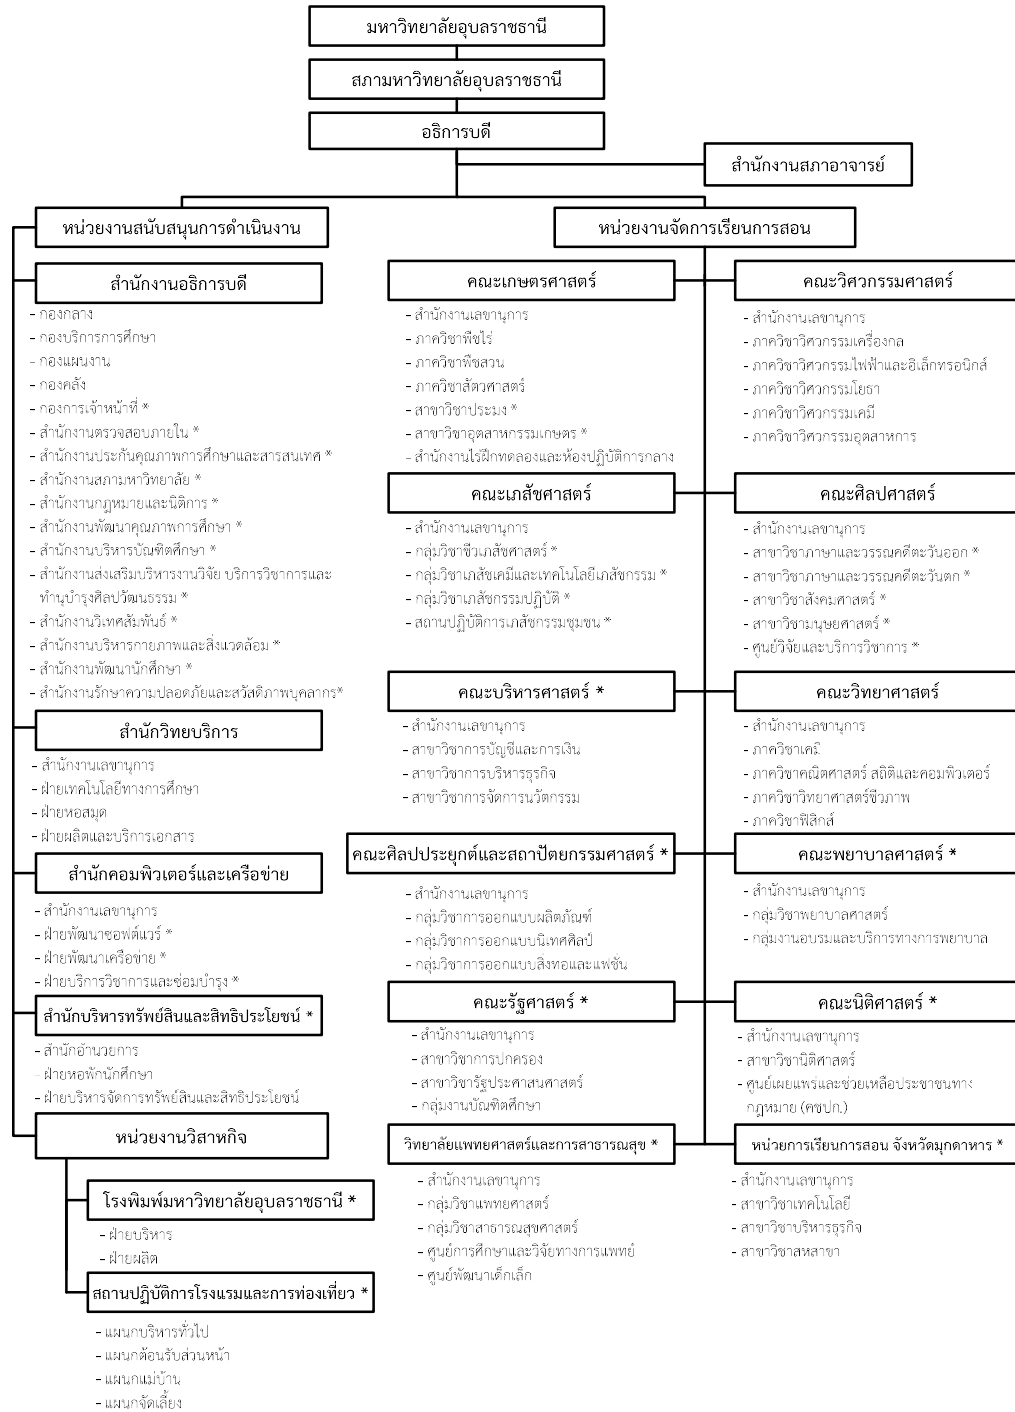 มหาวิทยาลัยอุบลราชธานี
สภามหาวิทยาลัยอุบลราชธานี
อธิการบดี
สำนักงานสภาอาจารย์
หน่วยงานสนับสนุนการดำเนินงาน
สำนักงานอธิการบดี
- กองกลาง
- กองบริการการศึกษา
- กองแผนงาน
- กองคลัง
- กองการเจ้าหน้าที่ *
- สำนักงานตรวจสอบภายใน *
- สำนักงานประกันคุณภาพการศึกษาและสารสนเทศ *
- สำนักงานสภามหาวิทยาลัย *
- สำนักงานกฎหมายและนิติการ *
- สำนักงานพัฒนาคุณภาพการศึกษา *
- สำนักงานบริหารบัณฑิตศึกษา *
- สำนักงานส่งเสริมบริหารงานวิจัย บริการวิชาการและ
ทำนุบำรุงศิลปวัฒนธรรม *
- สำนักงานวิเทศสัมพันธ์ *
- สำนักงานบริหารกายภาพและสิ่งแวดล้อม *
- สำนักงานพัฒนานักศึกษา *
- สำนักงานรักษาความปลอดภัยและสวัสดิภาพบุคลากร*
สำนักวิทยบริการ
- สำนักงานเลขานุการ
- ฝ่ายเทคโนโลยีทางการศึกษา
- ฝ่ายหอสมุด
- ฝ่ายผลิตและบริการเอกสาร
สำนักคอมพิวเตอร์และเครือข่าย
- สำนักงานเลขานุการ
- ฝ่ายพัฒนาซอฟต์แวร์ *
- ฝ่ายพัฒนาเครือข่าย *
- ฝ่ายบริการวิชาการและซ่อมบำรุง *
สำนักบริหารทรัพย์สินและสิทธิประโยชน์ *
- สำนักอำนวยการ
- ฝ่ายหอพักนักศึกษา
- ฝ่ายบริหารจัดการทรัพย์สินและสิทธิประโยชน์
หน่วยงานวิสาหกิจ
โรงพิมพ์มหาวิทยาลัยอุบลราชธานี *
- ฝ่ายบริหาร
- ฝ่ายผลิต
สถานปฏิบัติการโรงแรมและการท่องเที่ยว *
- แผนกบริหารทั่วไป
- แผนกต้อนรับส่วนหน้า
- แผนกแม่บ้าน
- แผนกจัดเลี้ยง
หน่วยงานจัดการเรียนการสอน
คณะเกษตรศาสตร์
- สำนักงานเลขานุการ
- ภาควิชาพืชไร่
- ภาควิชาพืชสวน
- ภาควิชาสัตวศาสตร์
- สาขาวิชาประมง *
- สาขาวิชาอุตสาหกรรมเกษตร *
- สำนักงานไร่ฝึกทดลองและห้องปฏิบัติการกลาง
คณะวิศวกรรมศาสตร์
- สำนักงานเลขานุการ
- ภาควิชาวิศวกรรมเครื่องกล
- ภาควิชาวิศวกรรมไฟฟ้าและอิเล็กทรอนิกส์
- ภาควิชาวิศวกรรมโยธา
- ภาควิชาวิศวกรรมเคมี
- ภาควิชาวิศวกรรมอุตสาหการ
คณะเภสัชศาสตร์
- สำนักงานเลขานุการ
- กลุ่มวิชาชีวเภสัชศาสตร์ *
- กลุ่มวิชาเภสัชเคมีและเทคโนโลยีเภสัชกรรม *
- กลุ่มวิชาเภสัชกรรมปฏิบัติ *
- สถานปฏิบัติการเภสัชกรรมชุมชน *
คณะศิลปศาสตร์
- สำนักงานเลขานุการ
- สาขาวิชาภาษาและวรรณคดีตะวันออก *
- สาขาวิชาภาษาและวรรณคดีตะวันตก *
- สาขาวิชาสังคมศาสตร์ *
- สาขาวิชามนุษยศาสตร์ *
- ศูนย์วิจัยและบริการวิชาการ *
คณะบริหารศาสตร์ *
- สำนักงานเลขานุการ
- สาขาวิชาการบัญชีและการเงิน
- สาขาวิชาการบริหารธุรกิจ
- สาขาวิชาการจัดการนวัตกรรม
คณะวิทยาศาสตร์
- สำนักงานเลขานุการ
- ภาควิชาเคมี
- ภาควิชาคณิตศาสตร์ สถิติและคอมพิวเตอร์
- ภาควิชาวิทยาศาสตร์ชีวภาพ
- ภาควิชาฟิสิกส์
คณะศิลปประยุกต์และสถาปัตยกรรมศาสตร์ *
- สำนักงานเลขานุการ
- กลุ่มวิชาการออกแบบผลิตภัณฑ์
- กลุ่มวิชาการออกแบบนิเทศศิลป์
- กลุ่มวิชาการออกแบบสิ่งทอและแฟชั่น
คณะพยาบาลศาสตร์ *
- สำนักงานเลขานุการ
- กลุ่มวิชาพยาบาลศาสตร์
- กลุ่มงานอบรมและบริการทางการพยาบาล
คณะรัฐศาสตร์ *
- สำนักงานเลขานุการ
- สาขาวิชาการปกครอง
- สาขาวิชารัฐประศาสนศาสตร์
- กลุ่มงานบัณฑิตศึกษา
คณะนิติศาสตร์ *
- สำนักงานเลขานุการ
- สาขาวิชานิติศาสตร์
- ศูนย์เผยแพร่และช่วยเหลือประชาชนทาง
กฎหมาย (คชปก.)
วิทยาลัยแพทยศาสตร์และการสาธารณสุข *
- สำนักงานเลขานุการ
- กลุ่มวิชาแพทยศาสตร์
- กลุ่มวิชาสาธารณสุขศาสตร์
- ศูนย์การศึกษาและวิจัยทางการแพทย์
- ศูนย์พัฒนาเด็กเล็ก
หน่วยการเรียนการสอน จังหวัดมุกดาหาร *
- สำนักงานเลขานุการ
- สาขาวิชาเทคโนโลยี
- สาขาวิชาบริหารธุรกิจ
- สาขาวิชาสหสาขา